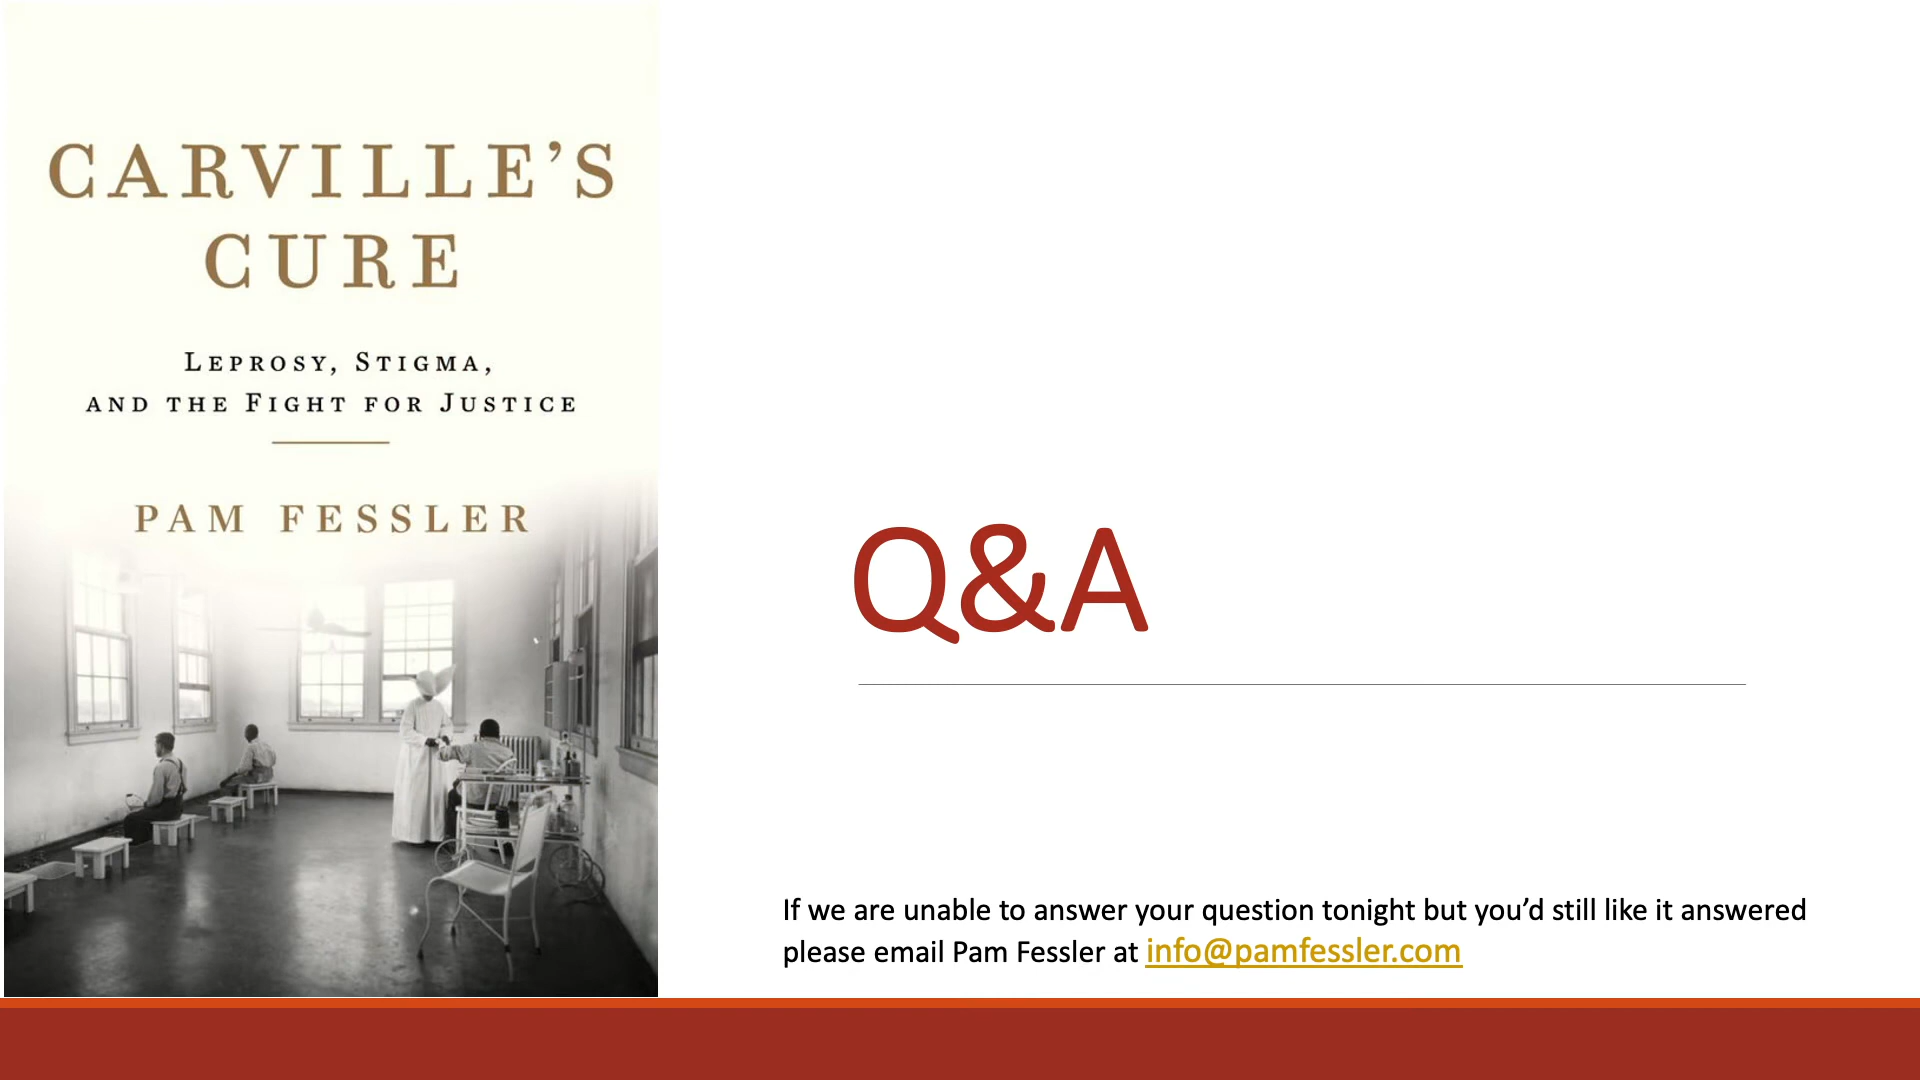 CARVILLE’S
CURE
LEPROSY, STIGMA,
AND THE FIGHT FOR JUSTICE
PAM FESSLER
Q&A
If we are unable to answer your question tonight but you’d still like it answered
please email Pam Fessler at info@pamfessler.com